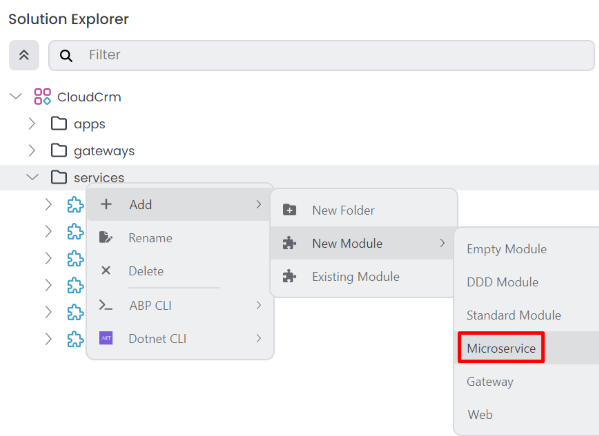 Solution Explorer
Filter
CloudCrm
apps
gateways
services
Add
Rename
Delete
ABP CLI
.NET
Dotnet CLI
New Folder
New Module
Existing Module
Empty Module
DDD Module
Standard Module
Microservice
Gateway
Web